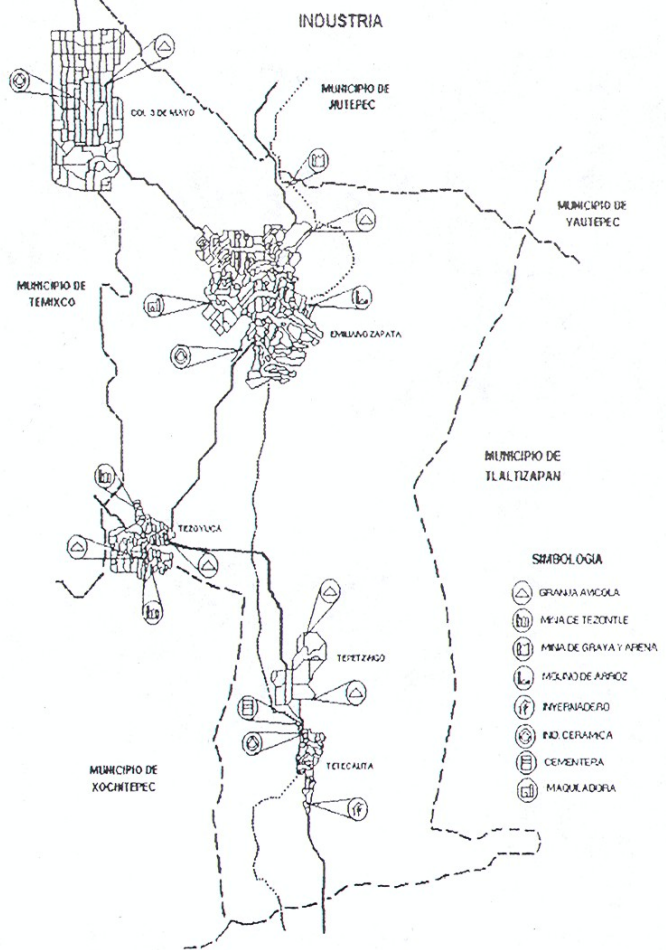 INDUSTRIA
MUNICIPIO DE
JIUTEPEC
COL 3 DE MAYO
MUNICIPIO DE
YAUTEPEC
MUNICIPIO DE
TEMIXCO
EMILIANO ZAPATA
MUNICIPIO DE
TLALTIZAPAN
TEZOYUCA
SIMBOLOGIA
GRANJA AVICOLA
MINA DE TEZONTLE
MINA DE GRAVA Y ARENA
MOLINO DE ARROZ
INVERNADERO
IND. CERAMICA
CEMENTERA
MAQUILADORA
TEPETZINGO
TETECALITA
MUNICIPIO DE
XOCHITEPEC